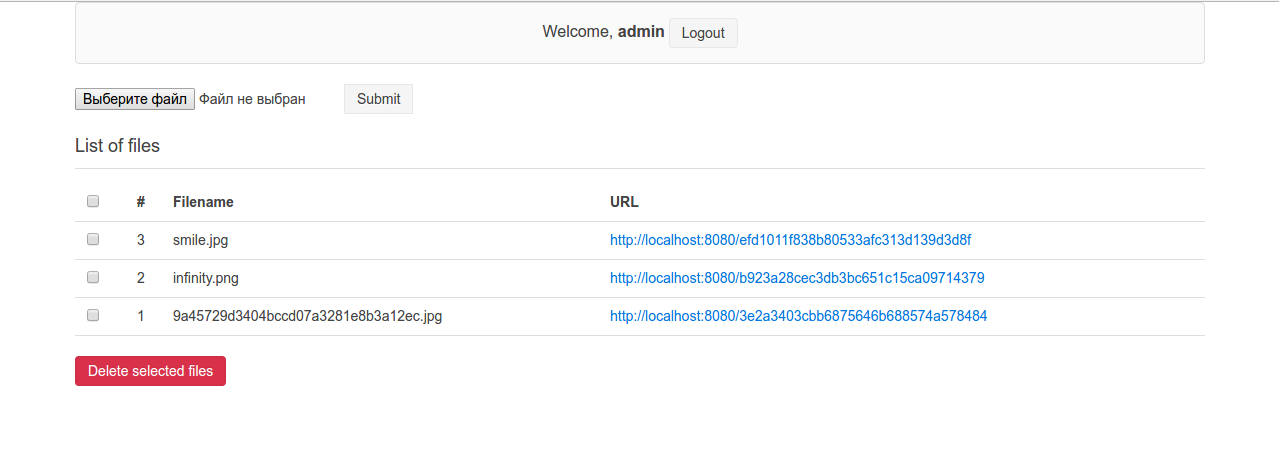 Welcome, admin Logout
Выберите файл Файл не выбран Submit
List of files
# Filename URL
3 smile.jpg http://localhost:8080/efd1011f838b80533afc313d139d3d8f
2 infinity.png http://localhost:8080/b923a28cec3db3bc651c15ca09714379
1 9a45729d3404bccd07a3281e8b3a12ec.jpg http://localhost:8080/3e2a3403cbb6875646b688574a578484
Delete selected files